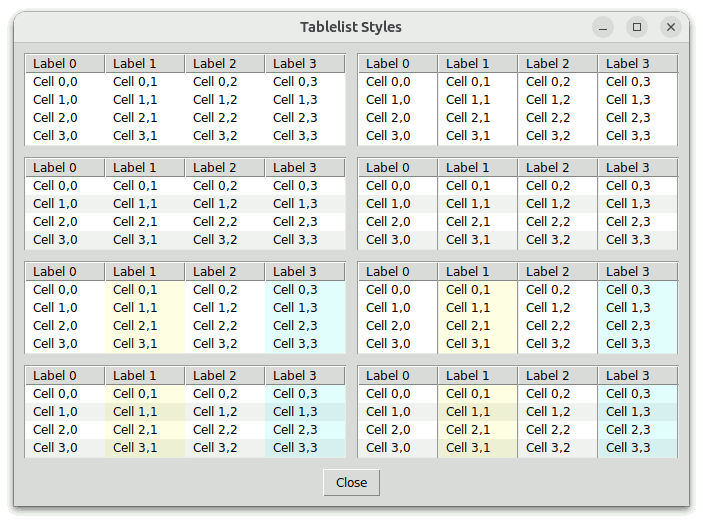 Tablelist Styles
Label 0 Label 1 Label 2 Label 3 Label 0 Label 1 Label 2 Label 3
Cell 0,0 Cell 0,1 Cell 0,2 Cell 0,3 Cell 0,0 Cell 0,1 Cell 0,2 Cell 0,3
Cell 1,0 Cell 1,1 Cell 1,2 Cell 1,3 Cell 1,0 Cell 1,1 Cell 1,2 Cell 1,3
Cell 2,0 Cell 2,1 Cell 2,2 Cell 2,3 Cell 2,0 Cell 2,1 Cell 2,2 Cell 2,3
Cell 3,0 Cell 3,1 Cell 3,2 Cell 3,3 Cell 3,0 Cell 3,1 Cell 3,2 Cell 3,3
Label 0 Label 1 Label 2 Label 3 Label 0 Label 1 Label 2 Label 3
Cell 0,0 Cell 0,1 Cell 0,2 Cell 0,3 Cell 0,0 Cell 0,1 Cell 0,2 Cell 0,3
Cell 1,0 Cell 1,1 Cell 1,2 Cell 1,3 Cell 1,0 Cell 1,1 Cell 1,2 Cell 1,3
Cell 2,0 Cell 2,1 Cell 2,2 Cell 2,3 Cell 2,0 Cell 2,1 Cell 2,2 Cell 2,3
Cell 3,0 Cell 3,1 Cell 3,2 Cell 3,3 Cell 3,0 Cell 3,1 Cell 3,2 Cell 3,3
Label 0 Label 1 Label 2 Label 3 Label 0 Label 1 Label 2 Label 3
Cell 0,0 Cell 0,1 Cell 0,2 Cell 0,3 Cell 0,0 Cell 0,1 Cell 0,2 Cell 0,3
Cell 1,0 Cell 1,1 Cell 1,2 Cell 1,3 Cell 1,0 Cell 1,1 Cell 1,2 Cell 1,3
Cell 2,0 Cell 2,1 Cell 2,2 Cell 2,3 Cell 2,0 Cell 2,1 Cell 2,2 Cell 2,3
Cell 3,0 Cell 3,1 Cell 3,2 Cell 3,3 Cell 3,0 Cell 3,1 Cell 3,2 Cell 3,3
Label 0 Label 1 Label 2 Label 3 Label 0 Label 1 Label 2 Label 3
Cell 0,0 Cell 0,1 Cell 0,2 Cell 0,3 Cell 0,0 Cell 0,1 Cell 0,2 Cell 0,3
Cell 1,0 Cell 1,1 Cell 1,2 Cell 1,3 Cell 1,0 Cell 1,1 Cell 1,2 Cell 1,3
Cell 2,0 Cell 2,1 Cell 2,2 Cell 2,3 Cell 2,0 Cell 2,1 Cell 2,2 Cell 2,3
Cell 3,0 Cell 3,1 Cell 3,2 Cell 3,3 Cell 3,0 Cell 3,1 Cell 3,2 Cell 3,3
Close